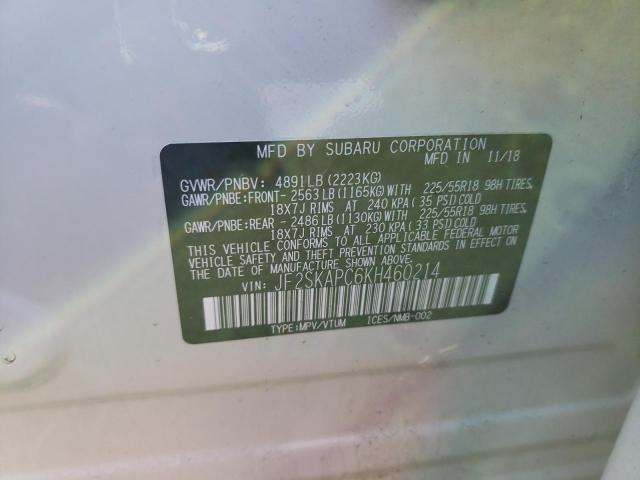 MFD BY SUBARU CORPORATION
MFD IN 11/18
GVWR/PNBV: 4891LB(2223KG)
GAWR/PNBE:FRONT- 2563LB(1165KG)WITH 225/55R18 98H TIRES,
18X7J RIMS AT 240 KPA(35 PSI)COLD
GAWR/PNBE:REAR - 2486LB(1130KG)WITH 225/55R18 98H TIRES,
18X7J RIMS AT 230 KPA(33 PSI)COLD
THIS VEHICLE CONFORMS TO ALL APPLICABLE FEDERAL MOTOR
VEHICLE SAFETY AND THEFT PREVENTION STANDARDS IN EFFECT
ON THE DATE OF MANUFACTURE SHOWN ABOVE.
VIN: JF2SKAPC6KH460214
TYPE:MPV/VTUM ICES/NMB-002